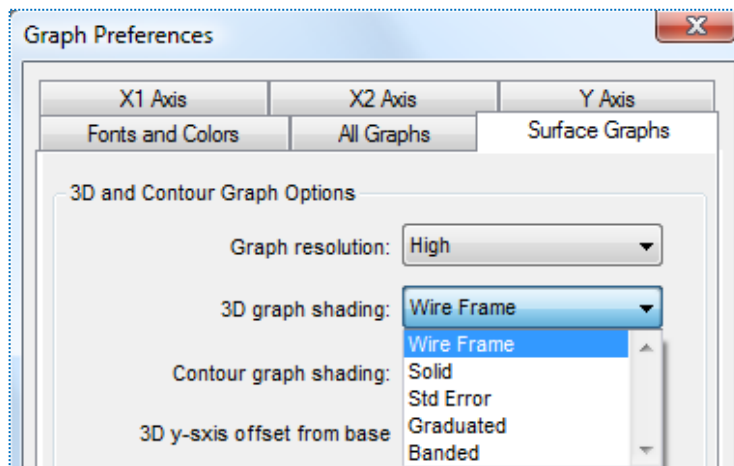 Graph Preferences
X1 Axis X2 Axis Y Axis
Fonts and Colors All Graphs Surface Graphs
3D and Contour Graph Options
Graph resolution: High
3D graph shading: Wire Frame
Wire Frame
Contour graph shading: Solid
Std Error
3D y-sxis offset from base Graduated
Banded